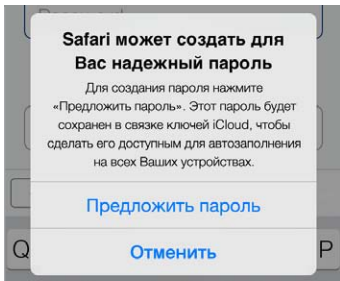 Safari может создать для
Вас надежный пароль
Для создания пароля нажмите
«Предложить пароль». Этот пароль будет
сохранен в связке ключей iCloud, чтобы
сделать его доступным для автозаполнения
на всех Ваших устройствах.
Предложить пароль
Q
P
Отменить